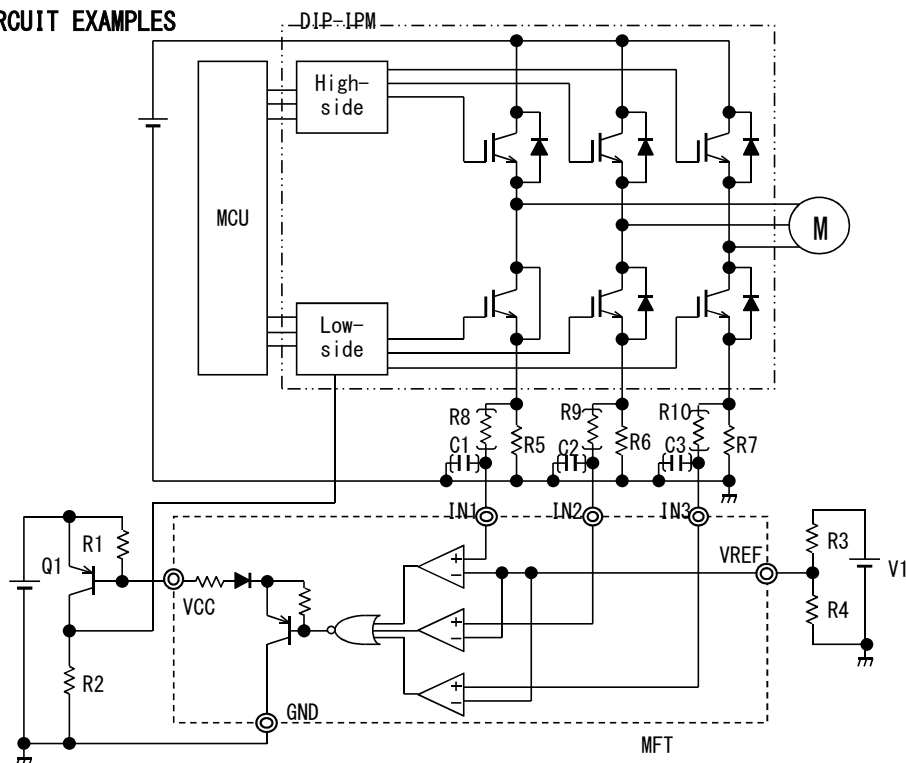 RCUIT EXAMPLES
DIP-IPM
High-
side
MCU
M
Low-
side
R8
R9
R10
C1
R5
C2
R6
C3
R7
IN1
IN2
IN3
R1
Q1
VREF
R3
V1
VCC
R4
R2
GND
MFT